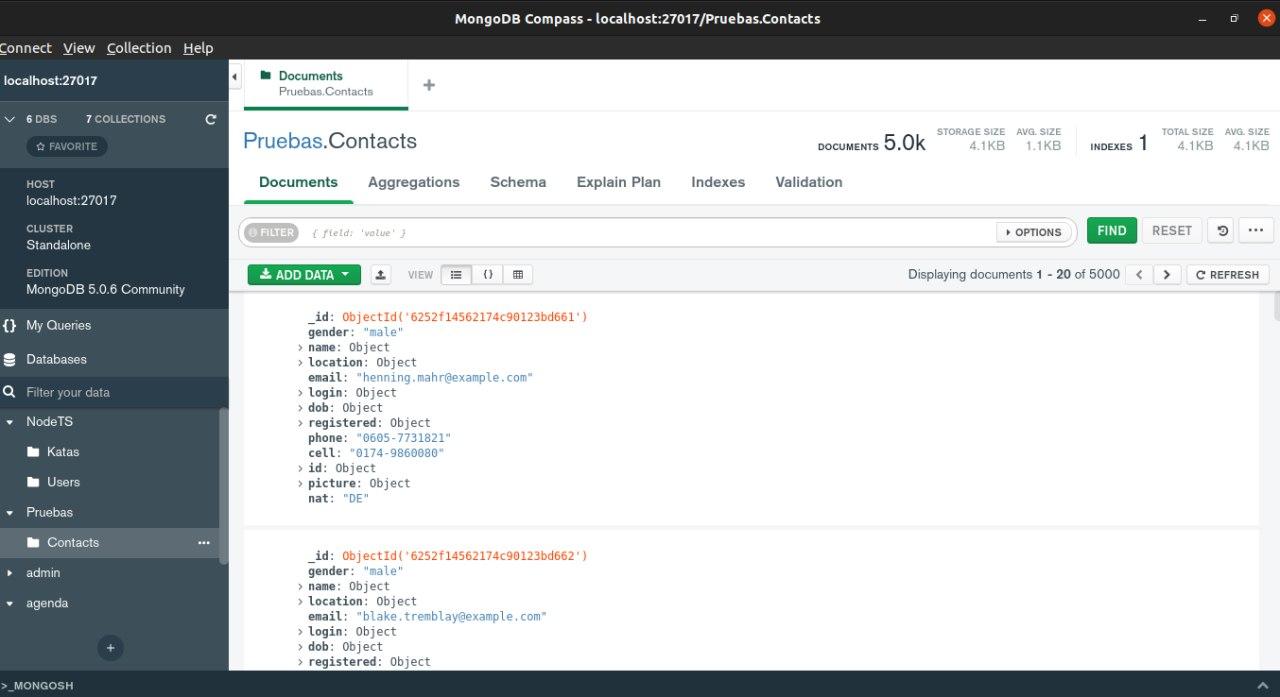 MongoDB Compass - localhost:27017/Pruebas.Contacts
Connect View Collection Help
localhost:27017
6 DBS 7 COLLECTIONS
FAVORITE
HOST
localhost:27017
CLUSTER
Standalone
EDITION
MongoDB 5.0.6 Community
{} My Queries
Databases
Filter your data
NodeTS
Katas
Users
Pruebas
Contacts ...
admin
agenda
+
>_MONGOSH
Documents
Pruebas.Contacts
+
Pruebas.Contacts
DOCUMENTS 5.0k STORAGE SIZE 4.1KB AVG. SIZE 1.1KB INDEXES 1 TOTAL SIZE 4.1KB AVG. SIZE 4.1KB
Documents Aggregations Schema Explain Plan Indexes Validation
FILTER { field: 'value' } OPTIONS FIND RESET ...
ADD DATA VIEW {} Displaying documents 1 - 20 of 5000 < > REFRESH
_id: ObjectId('6252f14562174c90123bd661')
gender: "male"
> name: Object
> location: Object
email: "henning.mahr@example.com"
> login: Object
> dob: Object
> registered: Object
phone: "0605-7731821"
cell: "0174-9860080"
> id: Object
> picture: Object
nat: "DE"
_id: ObjectId('6252f14562174c90123bd662')
gender: "male"
> name: Object
> location: Object
email: "blake.tremblay@example.com"
> login: Object
> dob: Object
> registered: Object